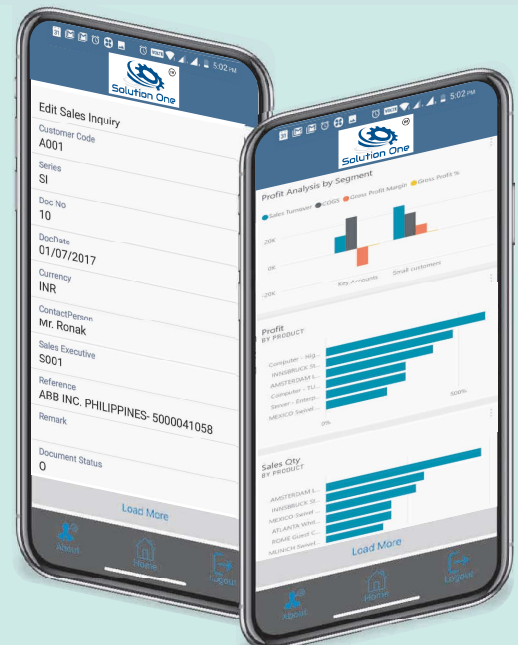 5:02 PM
Solution One
Edit Sales Inquiry
Customer Code
A001
Series
SI
Doc No
10
DocDate
01/07/2017
Currency
INR
ContactPerson
Mr. Ronak
Sales Executive
S001
Reference
ABB INC. PHILIPPINES- 5000041058
Remark
Document Status
O
Load More
About
Home
Logout
5:02 PM
Solution One
Profit Analysis by Segment
Sales Turnover COGS Gross Profit Margin Gross Profit %
20K
0K
-20K
Key Accounts Small customers
Profit
BY PRODUCT
Computer - Hig...
INNSBRUCK St...
AMSTERDAM L...
Computer - TU...
Server - Enterp...
MEXICO Swivel ...
0% 500%
Sales Qty
BY PRODUCT
AMSTERDAM L...
INNSBRUCK St...
MEXICO Swivel ...
ATLANTA Whit...
ROME Guest C...
MUNICH Swivel...
Load More
About
Home
Logout